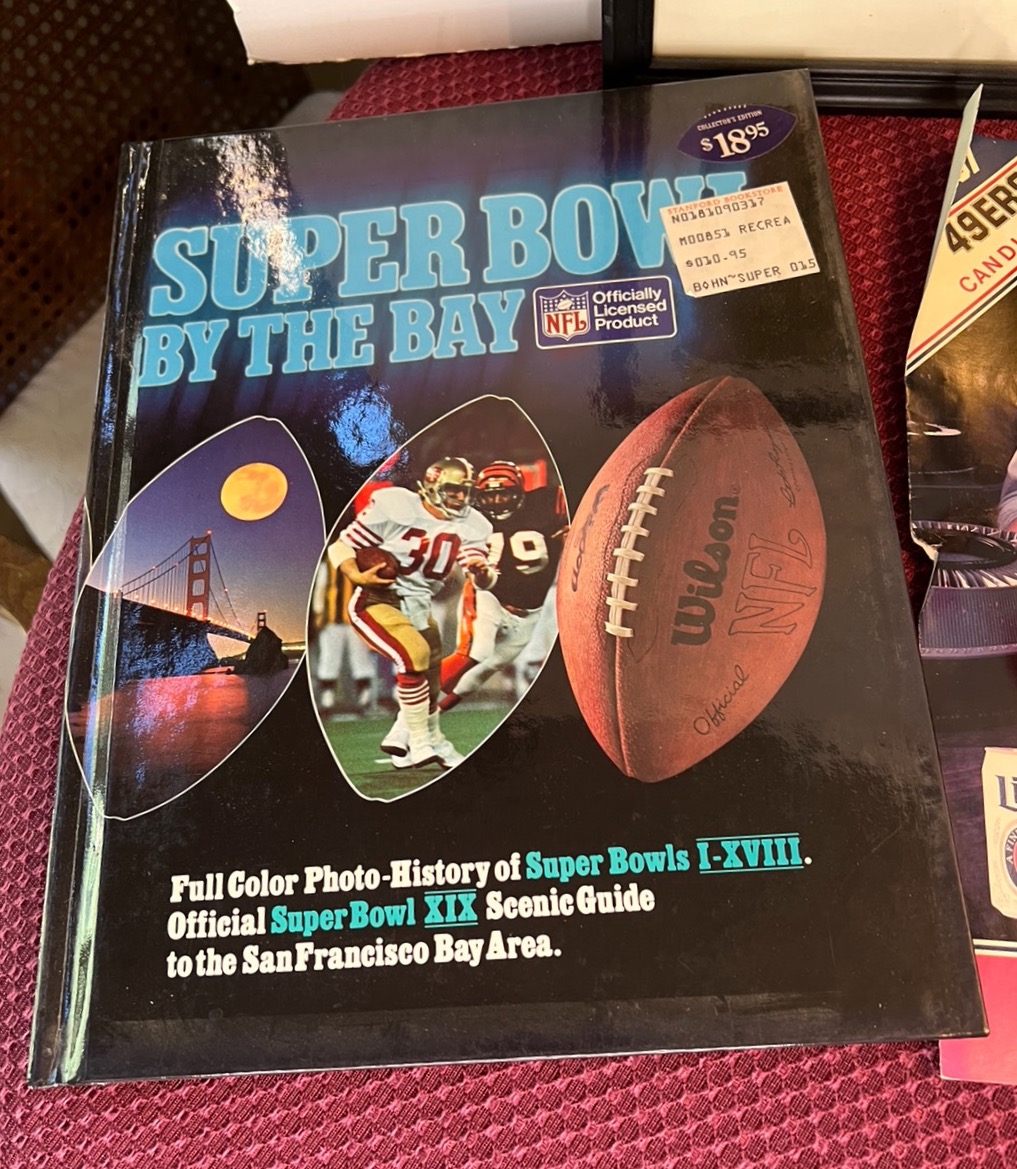 COLLECTOR'S EDITION
$18.95
SUPER BOWL
STANFORD BOOKSTORE
N0181090317
M00851 RECREA
$010.95
BOHN~SUPER 015
BY THE BAY
NFL
Officially
Licensed
Product
30
9
Wilson
NFL
Official
Full Color Photo-History of Super Bowls I-XVIII.
Official Super Bowl XIX Scenic Guide
to the San Francisco Bay Area.
49ERS